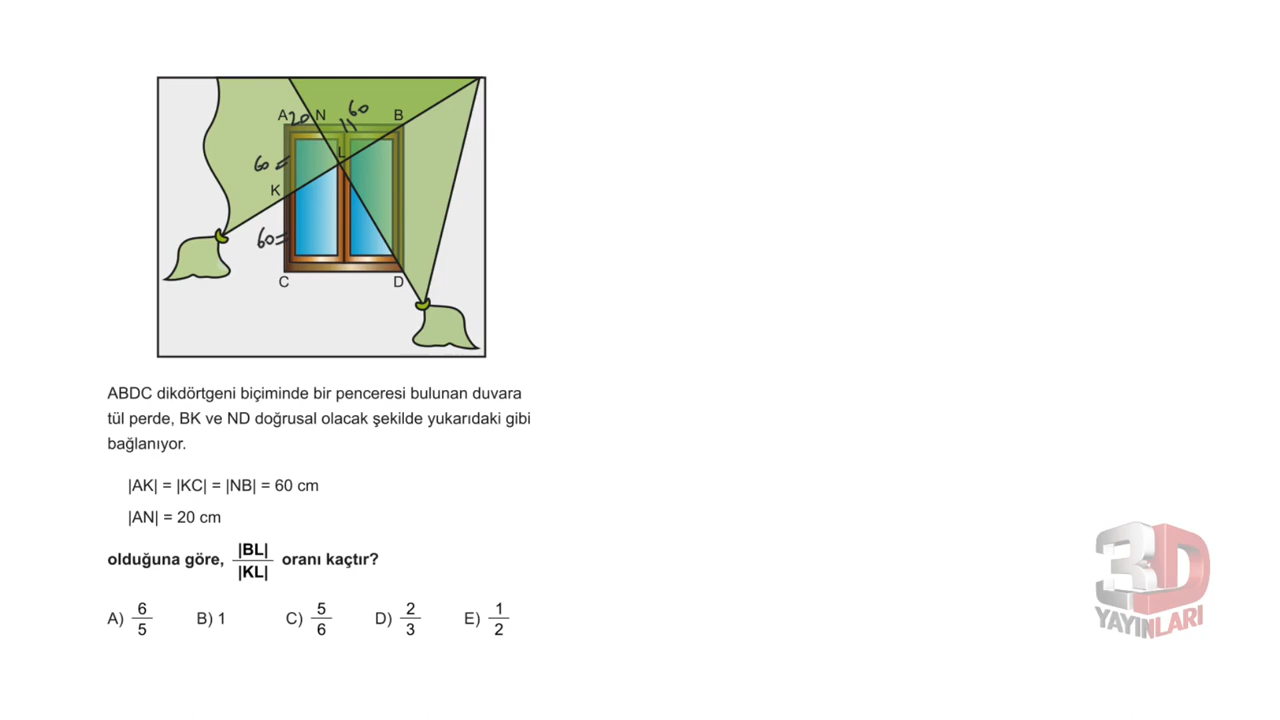 A 20 N 60 B
60 = L
K
60 =
C D
ABDC dikdörtgeni biçiminde bir penceresi bulunan duvara
tül perde, BK ve ND doğrusal olacak şekilde yukarıdaki gibi
bağlanıyor.
|AK| = |KC| = |NB| = 60 cm
|AN| = 20 cm
olduğuna göre, |BL| / |KL| oranı kaçtır?
A) 6/5 B) 1 C) 5/6 D) 2/3 E) 1/2
3D
YAYINLARI